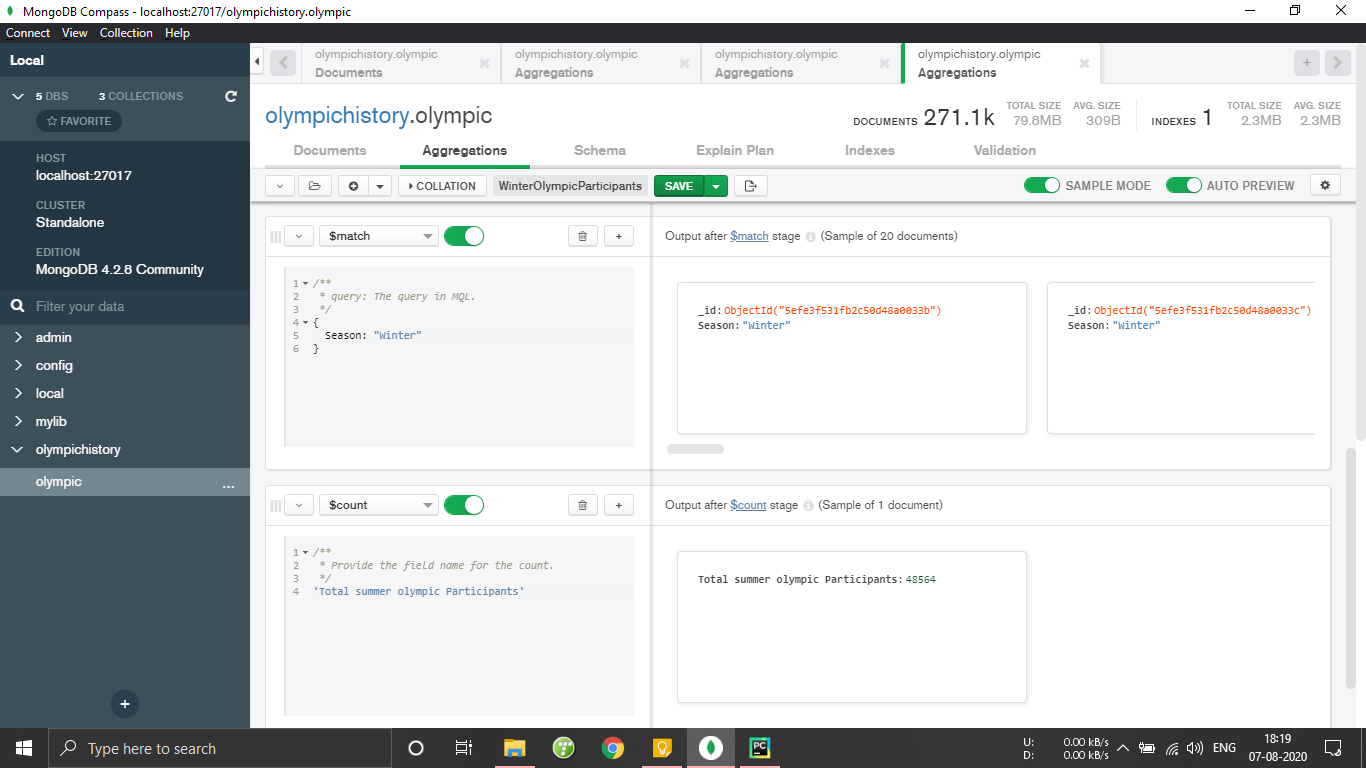 MongoDB Compass - localhost:27017/olympichistory.olympic
Connect View Collection Help
Local
5 DBS 3 COLLECTIONS
FAVORITE
HOST
localhost:27017
CLUSTER
Standalone
EDITION
MongoDB 4.2.8 Community
Filter your data
admin
config
local
mylib
olympichistory
olympic ...
olympichistory.olympic
Documents
olympichistory.olympic
Aggregations
olympichistory.olympic
Aggregations
olympichistory.olympic
Aggregations
olympichistory.olympic
DOCUMENTS 271.1k TOTAL SIZE 79.8MB AVG. SIZE 309B INDEXES 1 TOTAL SIZE 2.3MB AVG. SIZE 2.3MB
Documents Aggregations Schema Explain Plan Indexes Validation
COLLATION WinterOlympicParticipants SAVE SAMPLE MODE AUTO PREVIEW
$match
Output after $match stage (Sample of 20 documents)
1 /**
2 * query: The query in MQL.
3 */
4 {
5 Season: "Winter"
6 }
_id: ObjectId("5efe3f531fb2c50d48a0033b")
Season: "Winter"
_id: ObjectId("5efe3f531fb2c50d48a0033c")
Season: "Winter"
$count
Output after $count stage (Sample of 1 document)
1 /**
2 * Provide the field name for the count.
3 */
4 'Total summer olympic Participants'
Total summer olympic Participants: 48564
Type here to search
PC
U: 0.00 kB/s
D: 0.00 kB/s
ENG
18:19
07-08-2020